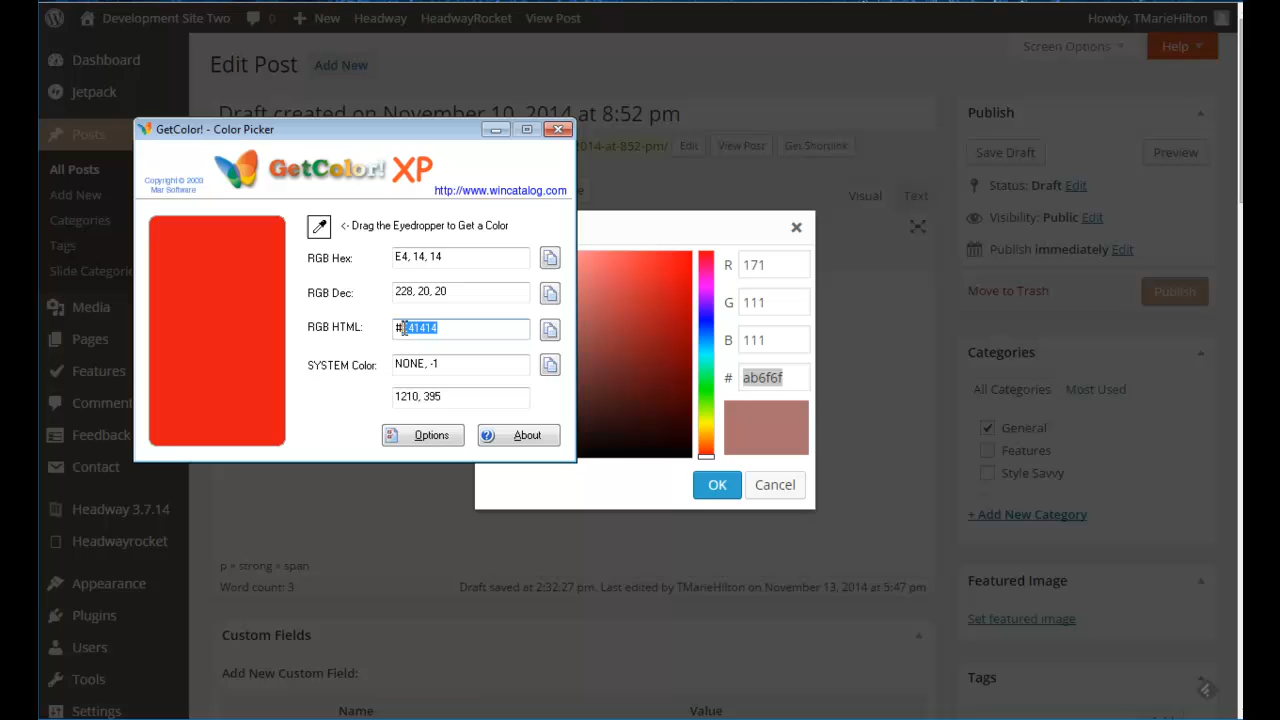 Development Site Two
0
New
Headway
HeadwayRocket
View Post
Howdy, TMarieHilton
Dashboard
Jetpack
Posts
All Posts
Add New
Categories
Tags
Slide Categorie
Media
Pages
Features
Comment
Feedback
Contact
Headway 3.7.14
Headwayrocket
Appearance
Plugins
Users
Tools
Settings
Edit Post
Add New
Screen Options
Help
Draft created on November 10, 2014 at 8:52 pm
2014-at-852-pm/
Edit
View Post
Get Shortlink
Visual
Text
GetColor! - Color Picker
Copyright © 2003
Mar Software
GetColor! XP
http://www.wincatalog.com
<- Drag the Eyedropper to Get a Color
RGB Hex:
E4, 14, 14
RGB Dec:
228, 20, 20
RGB HTML:
41414
SYSTEM Color:
NONE, -1
1210, 395
Options
About
R
171
G
111
B
111
#
ab6f6f
OK
Cancel
p » strong » span
Word count: 3
Draft saved at 2:32:27 pm. Last edited by TMarieHilton on November 13, 2014 at 5:47 pm
Custom Fields
Add New Custom Field:
Name
Value
Publish
Save Draft
Preview
Status: Draft Edit
Visibility: Public Edit
Publish immediately Edit
Move to Trash
Publish
Categories
All Categories
Most Used
General
Features
Style Savvy
+ Add New Category
Featured Image
Set featured image
Tags